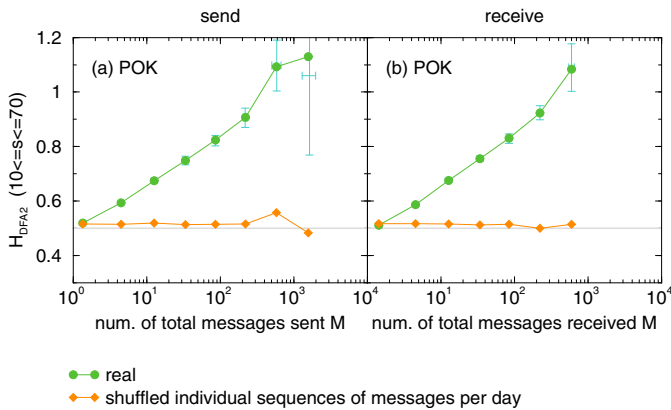 send receive
(a) POK (b) POK
1.2
1
0.8
0.6
0.4
H_DFA2 (10<=s<=70)
10^0 10^1 10^2 10^3 10^4 10^1 10^2 10^3 10^4
num. of total messages sent M num. of total messages received M
real
shuffled individual sequences of messages per day